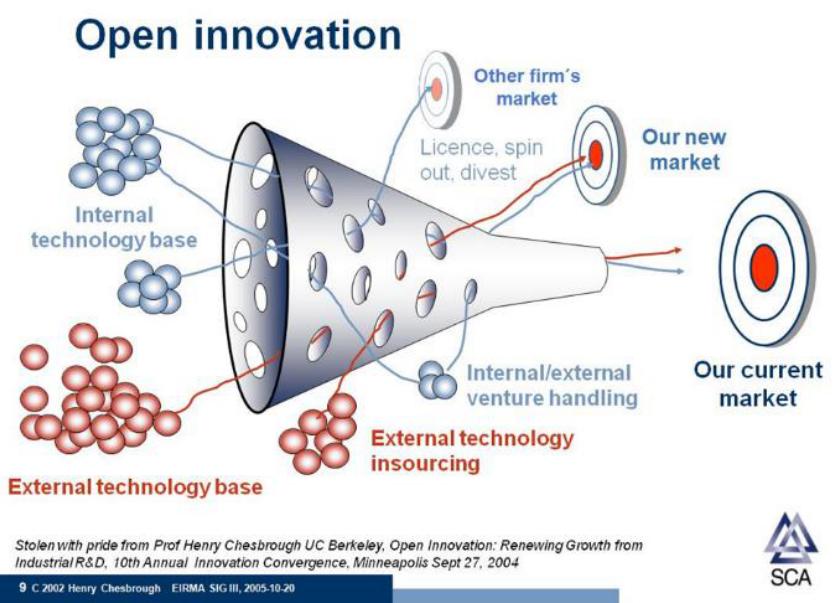 Open innovation
Other firm´s
market
Licence, spin
out, divest
Our new
market
Internal
technology base
Internal/external
venture handling
Our current
market
External technology
insourcing
External technology base
Stolen with pride from Prof Henry Chesbrough UC Berkeley, Open Innovation: Renewing Growth from
Industrial R&D, 10th Annual Innovation Convergence, Minneapolis Sept 27, 2004
SCA
9 C 2002 Henry Chesbrough EIRMA SIG III, 2005-10-20